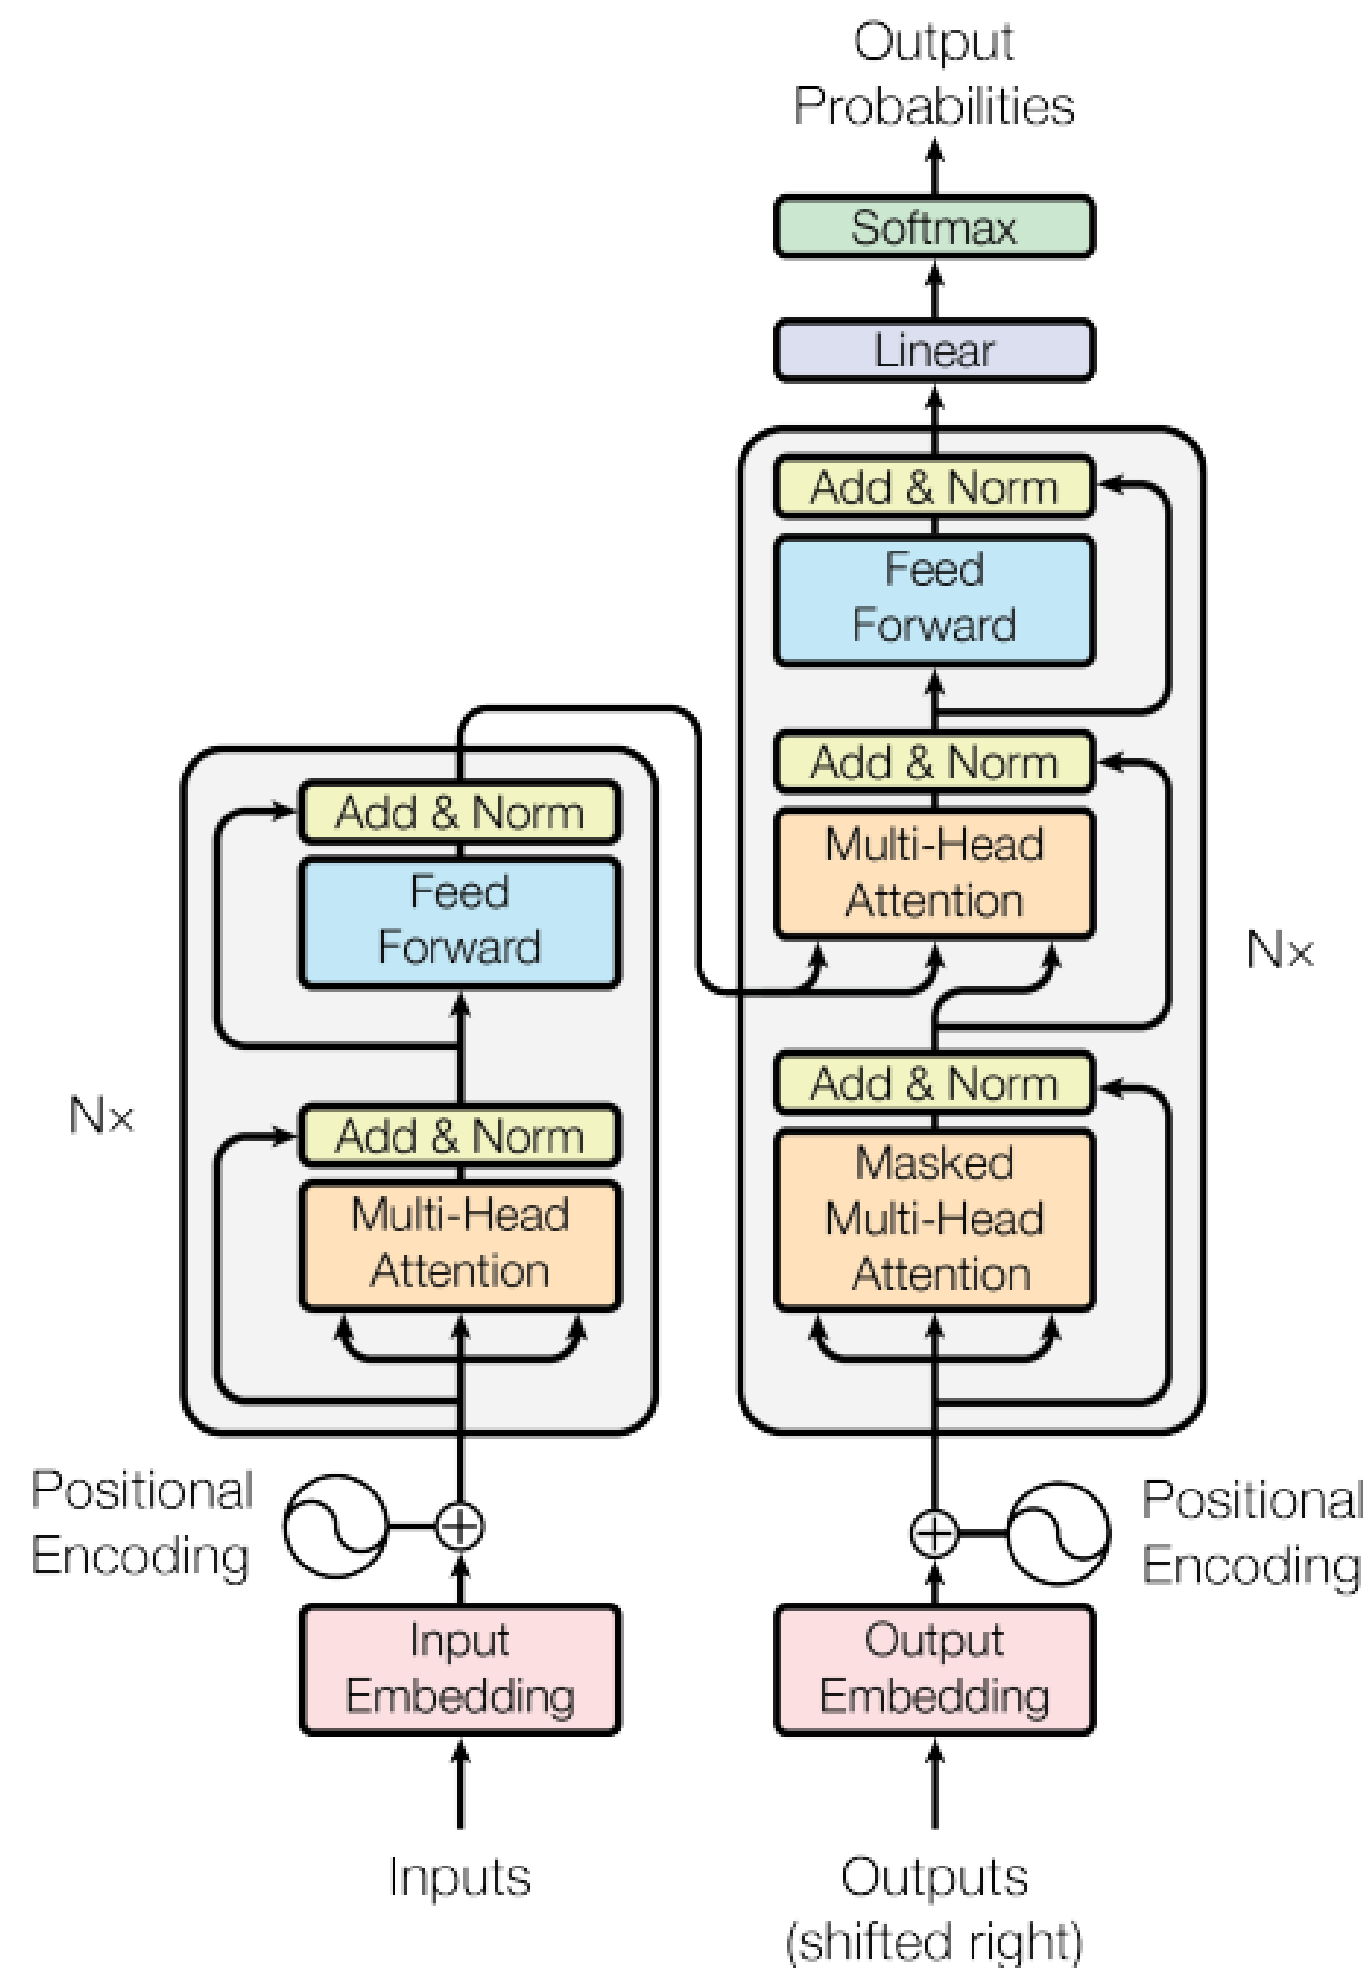 Output
Probabilities
Softmax
Linear
Add & Norm
Feed
Forward
Add & Norm
Multi-Head
Attention
Add & Norm
Masked
Multi-Head
Attention
Nx
Add & Norm
Feed
Forward
Add & Norm
Multi-Head
Attention
Nx
Positional
Encoding
Positional
Encoding
Input
Embedding
Output
Embedding
Inputs
Outputs
(shifted right)